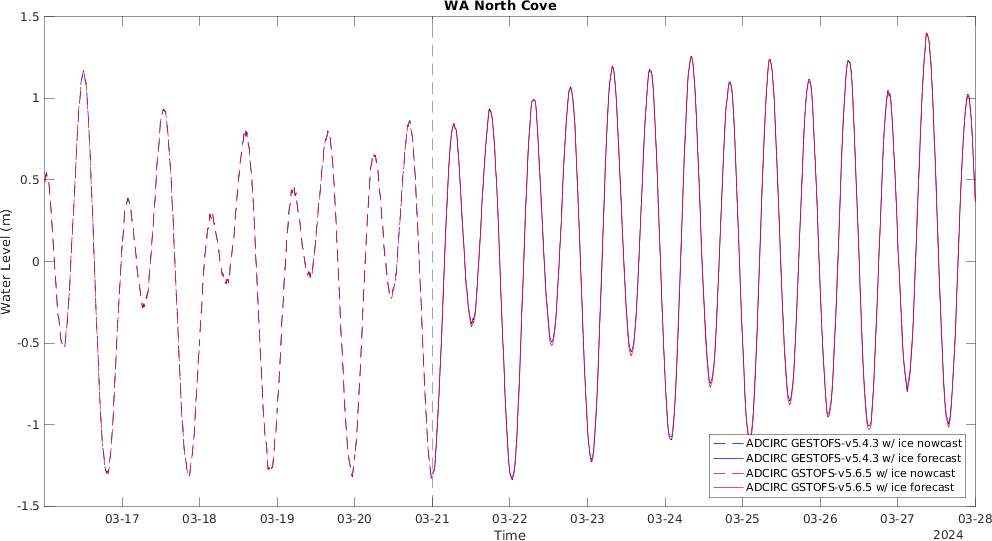 WA North Cove
1.5
1
0.5
0
-0.5
-1
-1.5
Water Level (m)
ADCIRC GESTOFS-v5.4.3 w/ ice nowcast
ADCIRC GESTOFS-v5.4.3 w/ ice forecast
ADCIRC GSTOFS-v5.6.5 w/ ice nowcast
ADCIRC GSTOFS-v5.6.5 w/ ice forecast
03-17 03-18 03-19 03-20 03-21 03-22 03-23 03-24 03-25 03-26 03-27 03-28
Time
2024